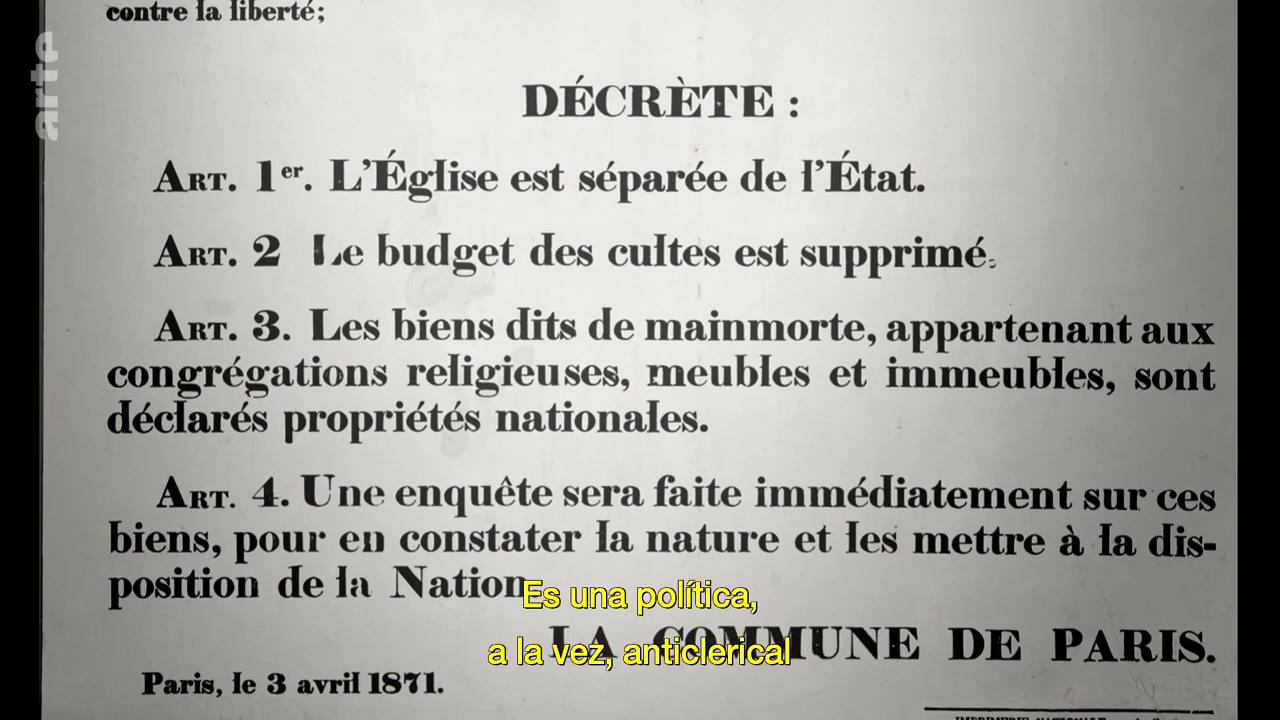 contre la liberté;
arte
DÉCRÈTE :
ART. 1er. L'Église est séparée de l'État.
ART. 2 Le budget des cultes est supprimé.
ART. 3. Les biens dits de mainmorte, appartenant aux
congrégations religieuses, meubles et immeubles, sont
déclarés propriétés nationales.
ART. 4. Une enquête sera faite immédiatement sur ces
biens, pour en constater la nature et les mettre à la dis-
position de la Nation
Es una política,
a la vez, anticlerical
LA COMMUNE DE PARIS.
Paris, le 3 avril 1871.